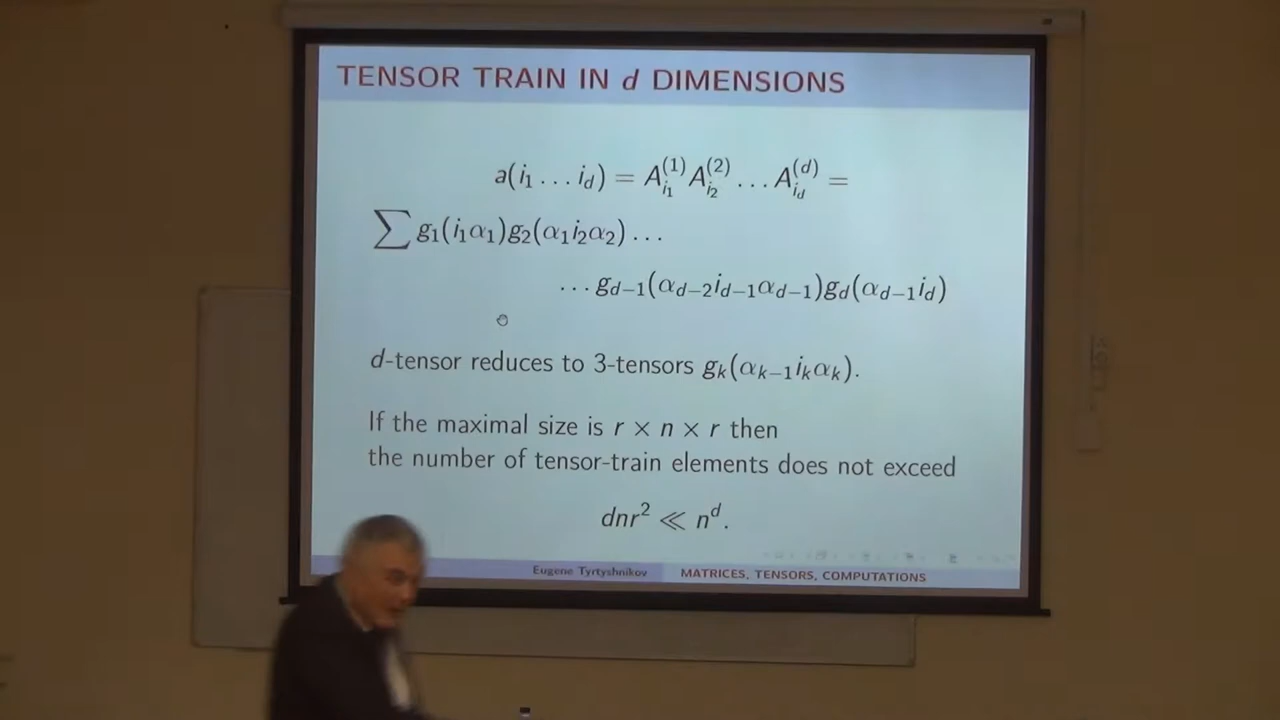 TENSOR TRAIN IN d DIMENSIONS
a(i₁ … i_d) = A_{i₁}^{(1)} A_{i₂}^{(2)} … A_{i_d}^{(d)} =
∑ g₁(i₁α₁)g₂(α₁i₂α₂) …
… g_{d−1}(α_{d−2}i_{d−1}α_{d−1})g_d(α_{d−1}i_d)
d-tensor reduces to 3-tensors g_k(α_{k−1}i_kα_k).
If the maximal size is r × n × r then
the number of tensor-train elements does not exceed
dnr² ≪ n^d.
Eugene Tyrtyshnikov MATRICES, TENSORS, COMPUTATIONS